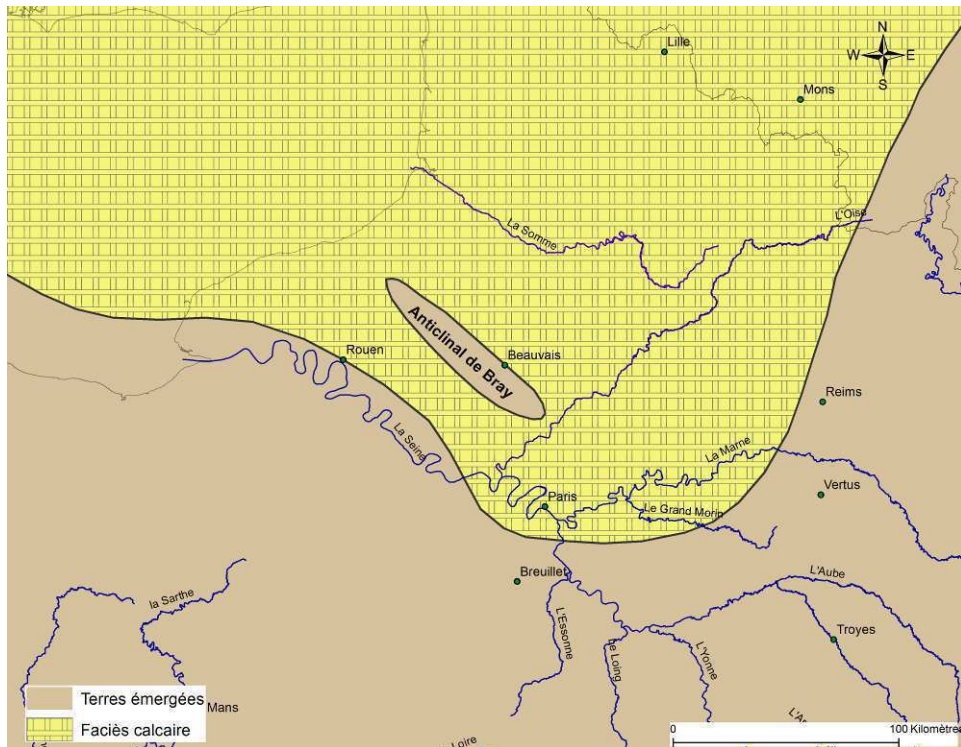 N
Lille
W E
Mons
S
L'Oise
La Somme
Anticlinal de Bray
Rouen
Beauvais
Reims
La Seine
La Marne
Vertus
Paris
Le Grand Morin
Breuillet
L'Aube
la Sarthe
L'Essonne
Le Loing
L'Yonne
Troyes
Terres émergées
Mans
Faciès calcaire
Loire
0 100 Kilomètres